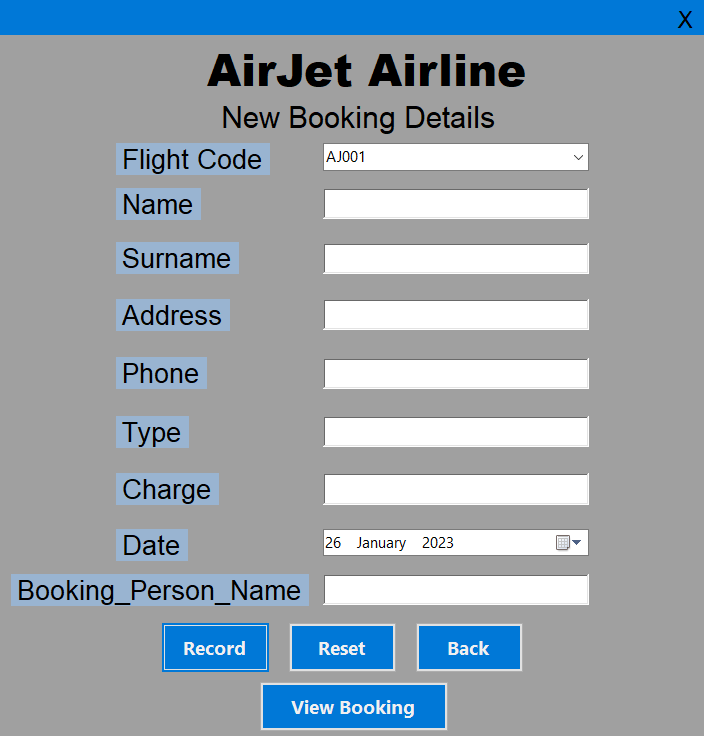 X
AirJet Airline
New Booking Details
Flight Code AJ001
Name
Surname
Address
Phone
Type
Charge
Date 26 January 2023
Booking_Person_Name
Record Reset Back
View Booking